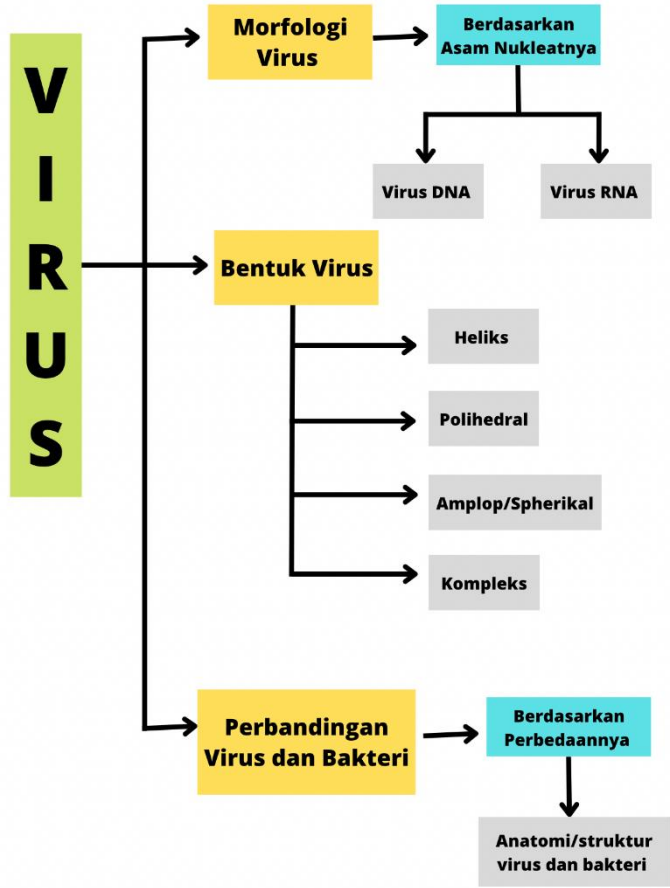 VIRUS
Morfologi
Virus
Berdasarkan
Asam Nukleatnya
Virus DNA
Virus RNA
Bentuk Virus
Heliks
Polihedral
Amplop/Spherikal
Kompleks
Perbandingan
Virus dan Bakteri
Berdasarkan
Perbedaannya
Anatomi/struktur
virus dan bakteri